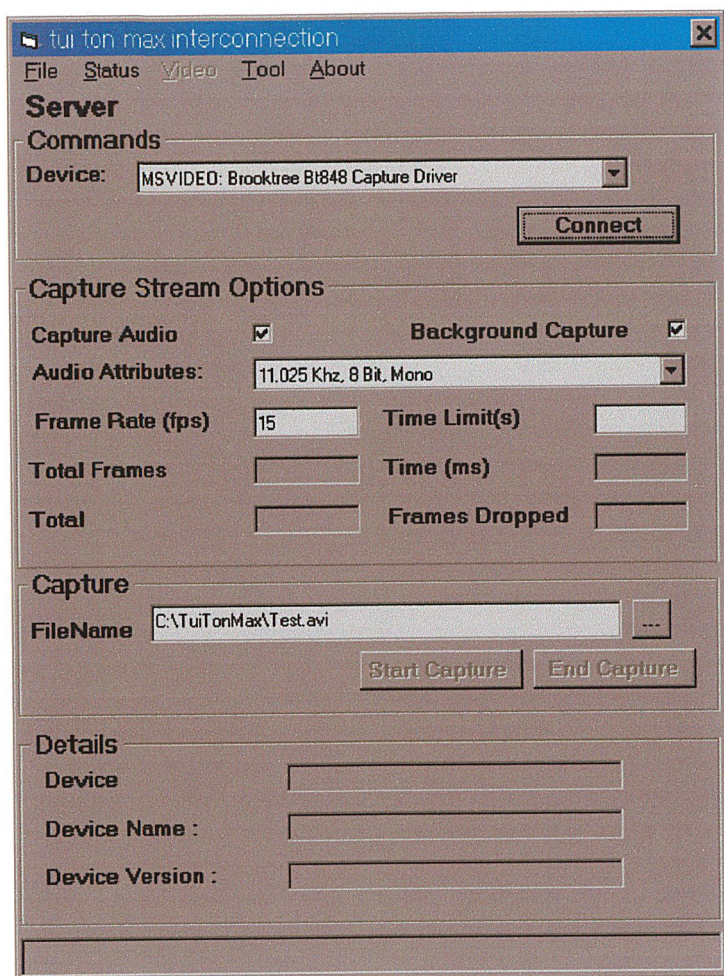 tui ton max interconnection
File Status Video Tool About
Server
Commands
Device: MSVIDEO: Brooktree Bt848 Capture Driver
Connect
Capture Stream Options
Capture Audio Background Capture
Audio Attributes: 11.025 Khz, 8 Bit, Mono
Frame Rate (fps) 15 Time Limit(s)
Total Frames Time (ms)
Total Frames Dropped
Capture
FileName C:\TuiTonMax\Test.avi ...
Start Capture End Capture
Details
Device
Device Name :
Device Version :